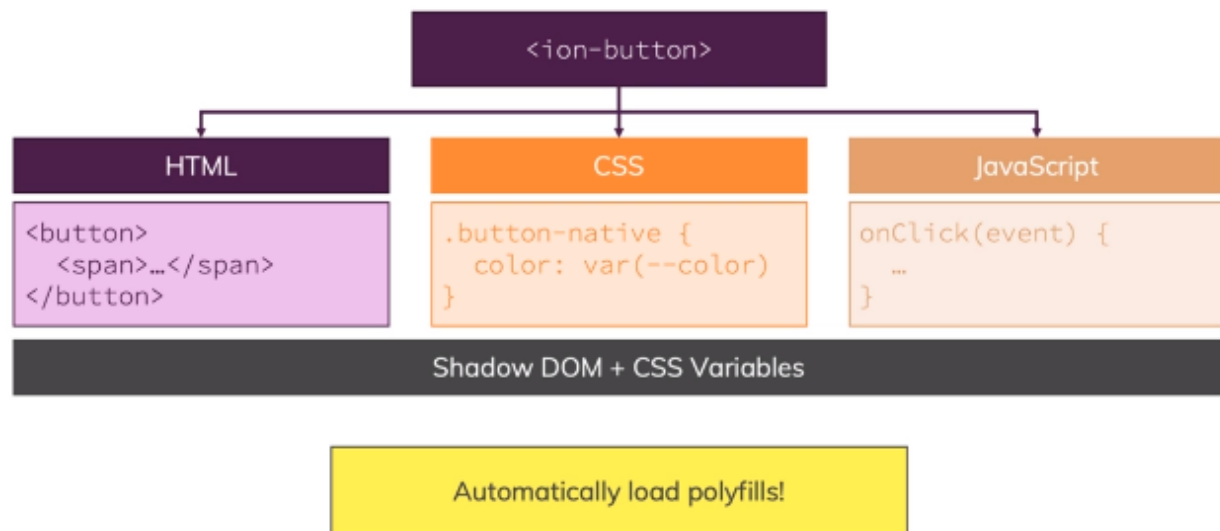 <ion-button>
HTML
CSS
JavaScript
<button>
<span>…</span>
</button>
.button-native {
color: var(--color)
}
onClick(event) {
…
}
Shadow DOM + CSS Variables
Automatically load polyfills!